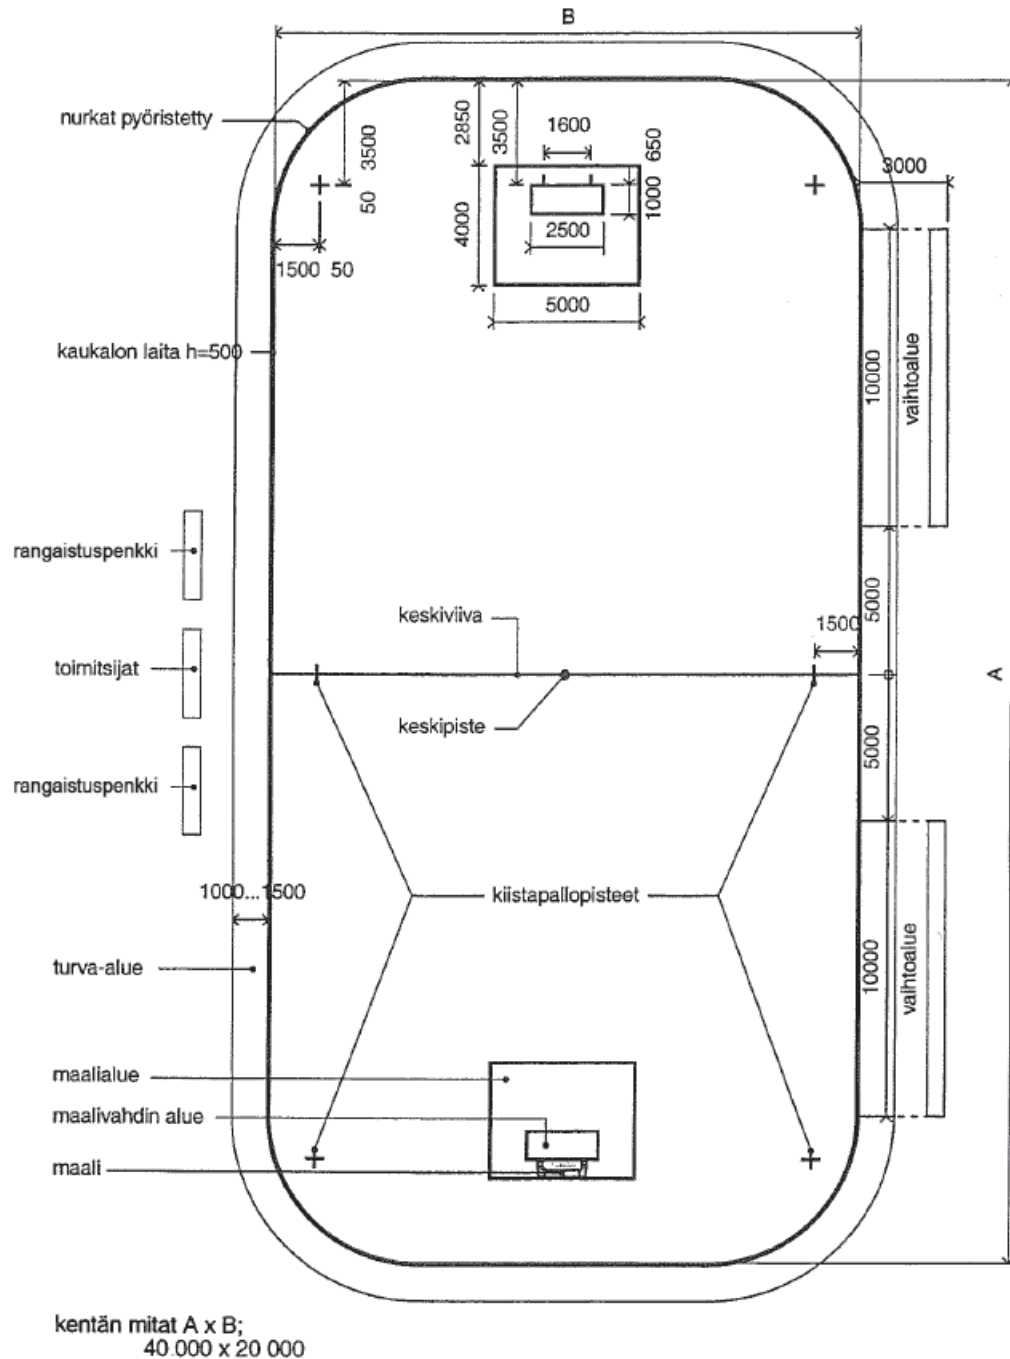 B
nurkat pyöristetty
3500
50
2850
3500
1600
650
1000
3000
4000
2500
1500 50
5000
kaukalon laita h=500
10000
vaihtoalue
rangaistuspenkki
5000
keskiviiva
1500
toimitsijat
A
keskipiste
5000
rangaistuspenkki
1000...1500
kiistapallopisteet
10000
vaihtoalue
turva-alue
maalialue
maalivahdin alue
maali
kentän mitat A x B;
40.000 x 20 000